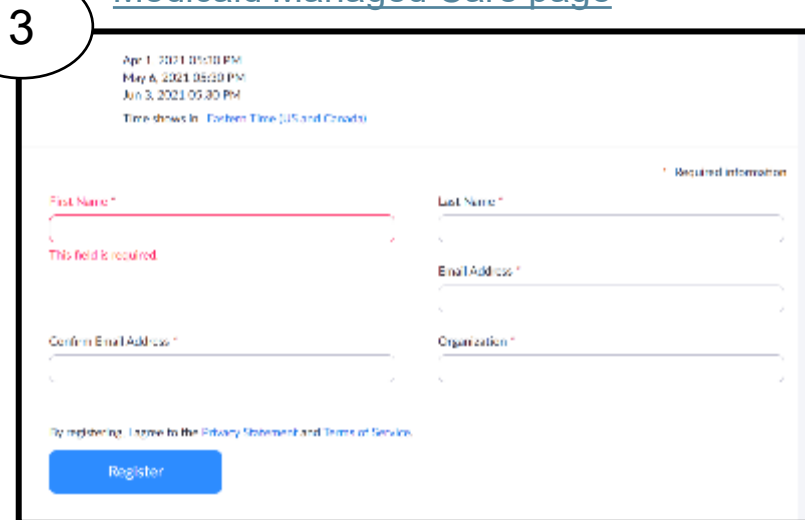 Medicaid Managed Care page
3
Apr 1, 2021 05:30 PM
May 6, 2021 05:30 PM
Jun 3, 2021 05:30 PM
Time shows in Eastern Time (US and Canada)
* Required information
First Name * Last Name *
This field is required.
Email Address *
Confirm Email Address * Organization *
By registering, I agree to the Privacy Statement and Terms of Service.
Register